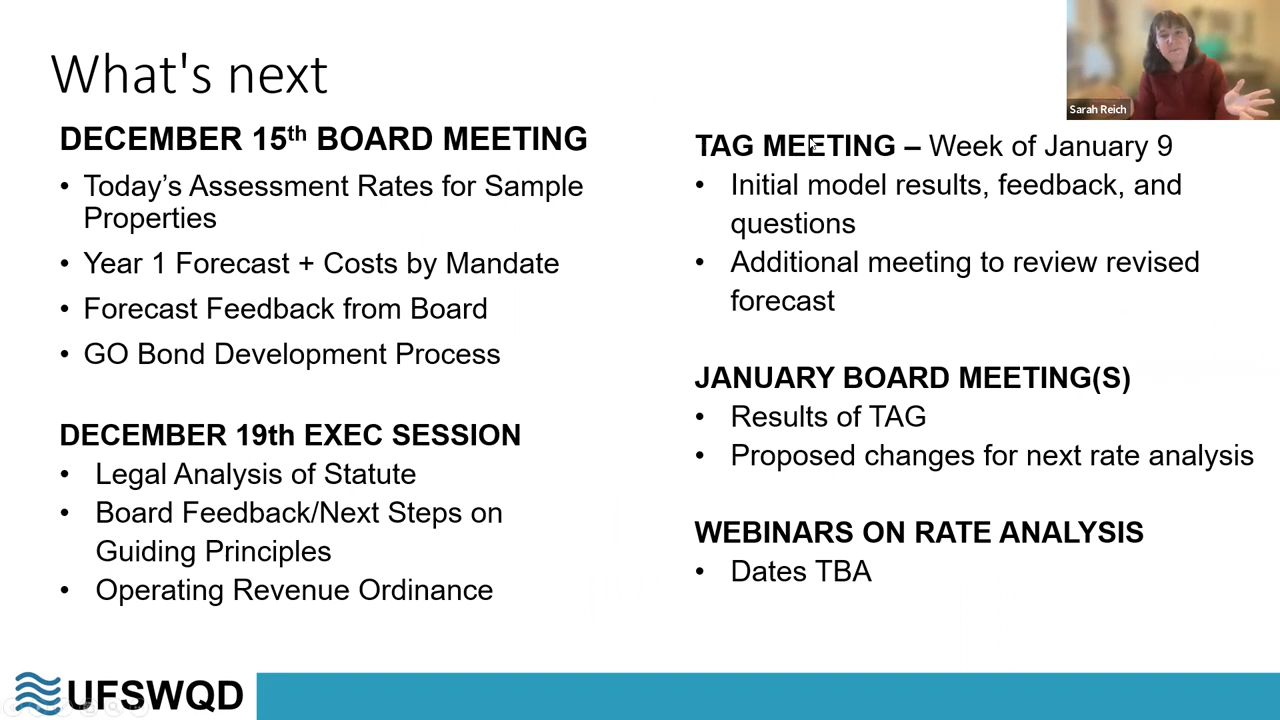 What's next
DECEMBER 15th BOARD MEETING
• Today’s Assessment Rates for Sample
Properties
• Year 1 Forecast + Costs by Mandate
• Forecast Feedback from Board
• GO Bond Development Process
DECEMBER 19th EXEC SESSION
• Legal Analysis of Statute
• Board Feedback/Next Steps on
Guiding Principles
• Operating Revenue Ordinance
Sarah Reich
TAG MEETING – Week of January 9
• Initial model results, feedback, and
questions
• Additional meeting to review revised
forecast
JANUARY BOARD MEETING(S)
• Results of TAG
• Proposed changes for next rate analysis
WEBINARS ON RATE ANALYSIS
• Dates TBA
UFSWQD